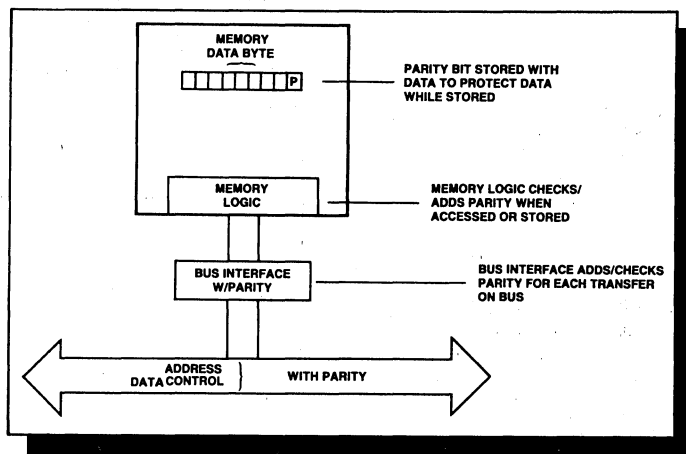 MEMORY
DATA BYTE
P
PARITY BIT STORED WITH
DATA TO PROTECT DATA
WHILE STORED
MEMORY
LOGIC
MEMORY LOGIC CHECKS/
ADDS PARITY WHEN
ACCESSED OR STORED
BUS INTERFACE
W/PARITY
BUS INTERFACE ADDS/CHECKS
PARITY FOR EACH TRANSFER
ON BUS
ADDRESS
DATA CONTROL
WITH PARITY